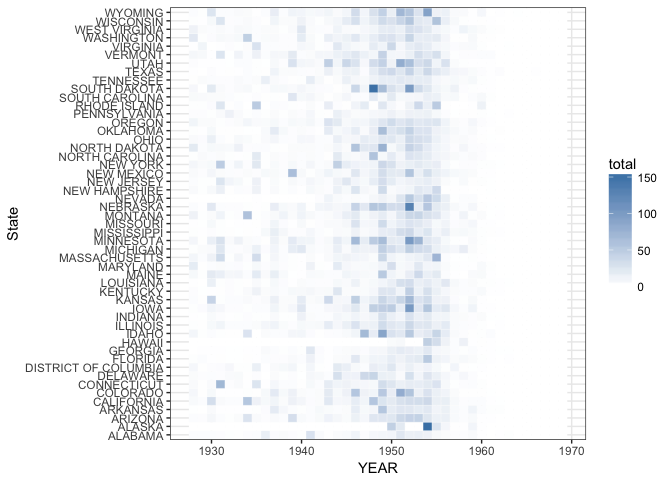 WYOMING
WISCONSIN
WEST VIRGINIA
WASHINGTON
VIRGINIA
VERMONT
UTAH
TEXAS
TENNESSEE
SOUTH DAKOTA
SOUTH CAROLINA
RHODE ISLAND
PENNSYLVANIA
OREGON
OKLAHOMA
OHIO
NORTH DAKOTA
NORTH CAROLINA
NEW YORK
NEW MEXICO
NEW JERSEY
NEW HAMPSHIRE
NEVADA
NEBRASKA
MONTANA
MISSOURI
MISSISSIPPI
MINNESOTA
MICHIGAN
MASSACHUSETTS
MARYLAND
MAINE
LOUISIANA
KENTUCKY
KANSAS
IOWA
INDIANA
ILLINOIS
IDAHO
HAWAII
GEORGIA
FLORIDA
DISTRICT OF COLUMBIA
DELAWARE
CONNECTICUT
COLORADO
CALIFORNIA
ARKANSAS
ARIZONA
ALASKA
ALABAMA
State
1930 1940 1950 1960 1970
YEAR
total
150
100
50
0